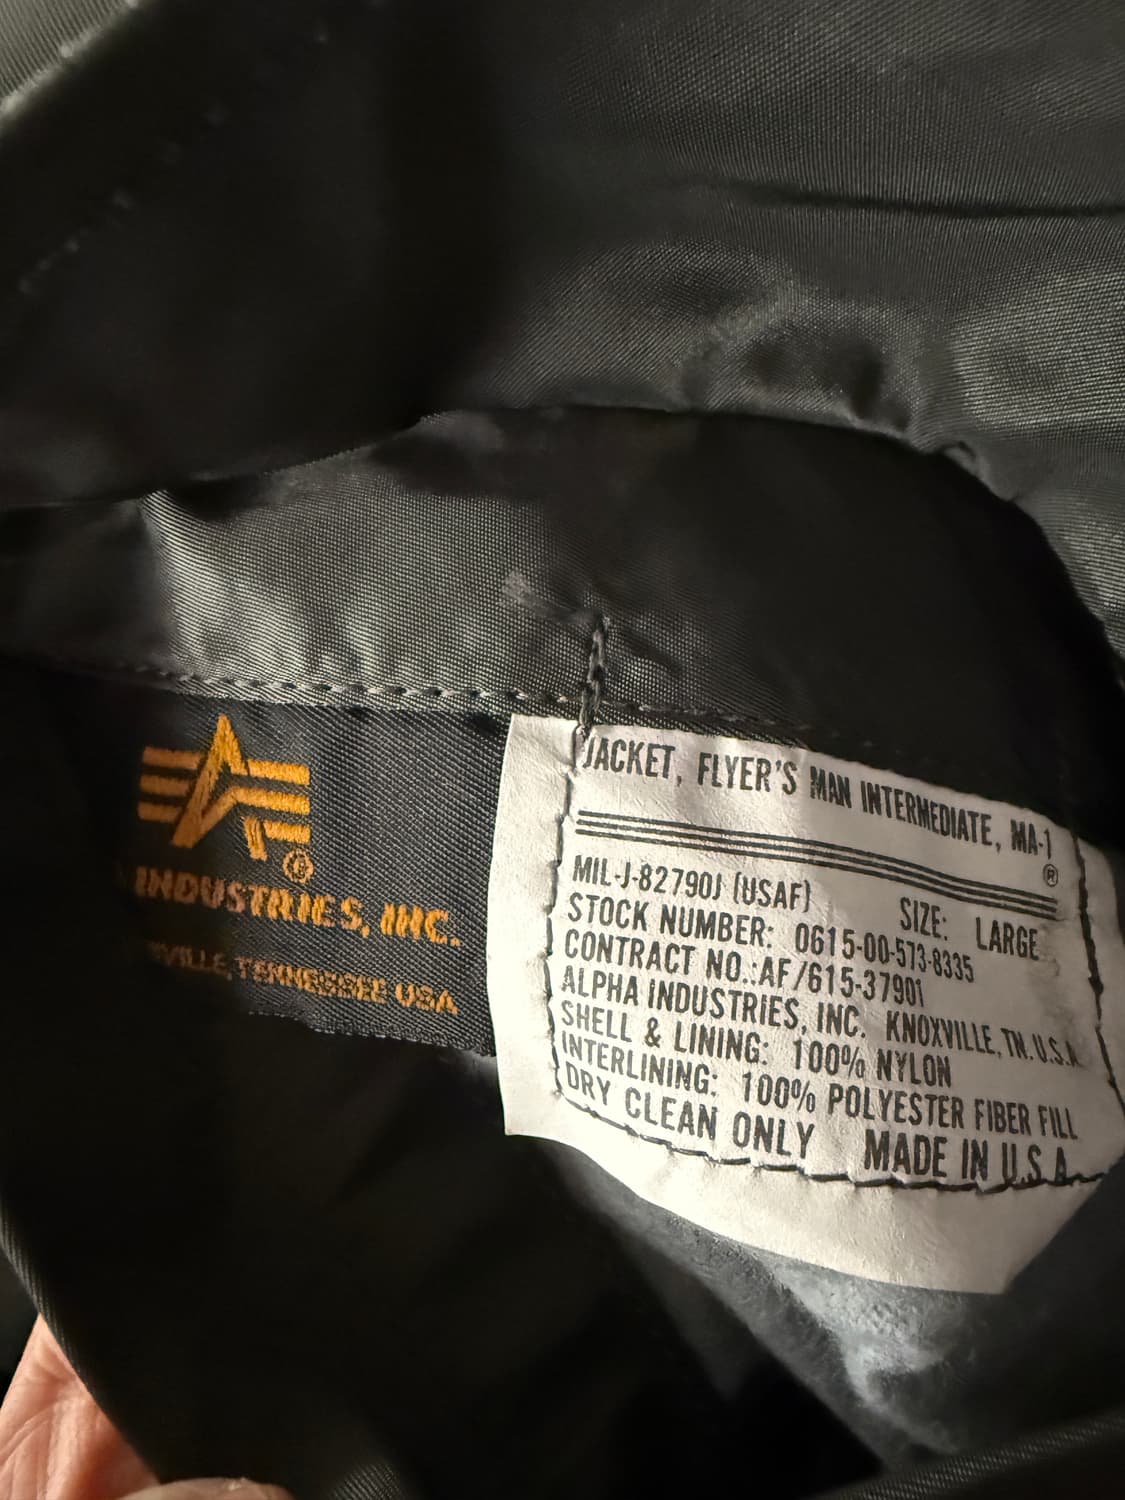 INDUSTRIES, INC.
TENNESSEE USA
JACKET, FLYER'S MAN INTERMEDIATE, MA-1
®
MIL-J-82790J (USAF) SIZE: LARGE
STOCK NUMBER: 0615-00-573-8335
CONTRACT NO.:AF/615-37901
ALPHA INDUSTRIES, INC. KNOXVILLE, TN. U.S.A.
SHELL & LINING: 100% NYLON
INTERLINING: 100% POLYESTER FIBER FILL
DRY CLEAN ONLY MADE IN U.S.A.